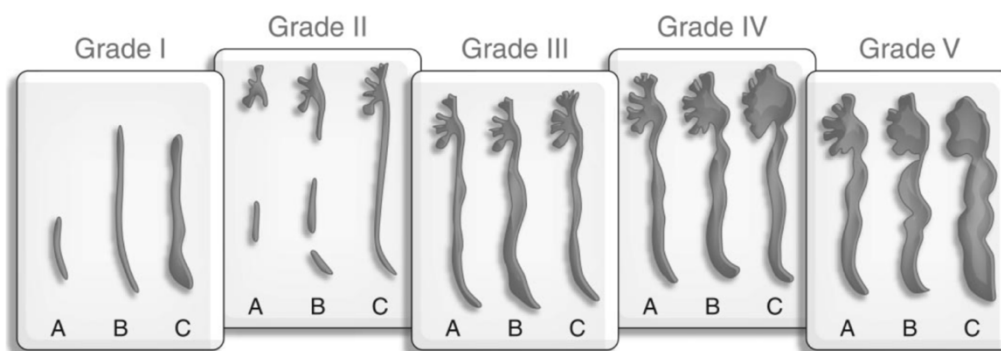 Grade I
A B C
Grade II
A B C
Grade III
A B C
Grade IV
A B C
Grade V
A B C